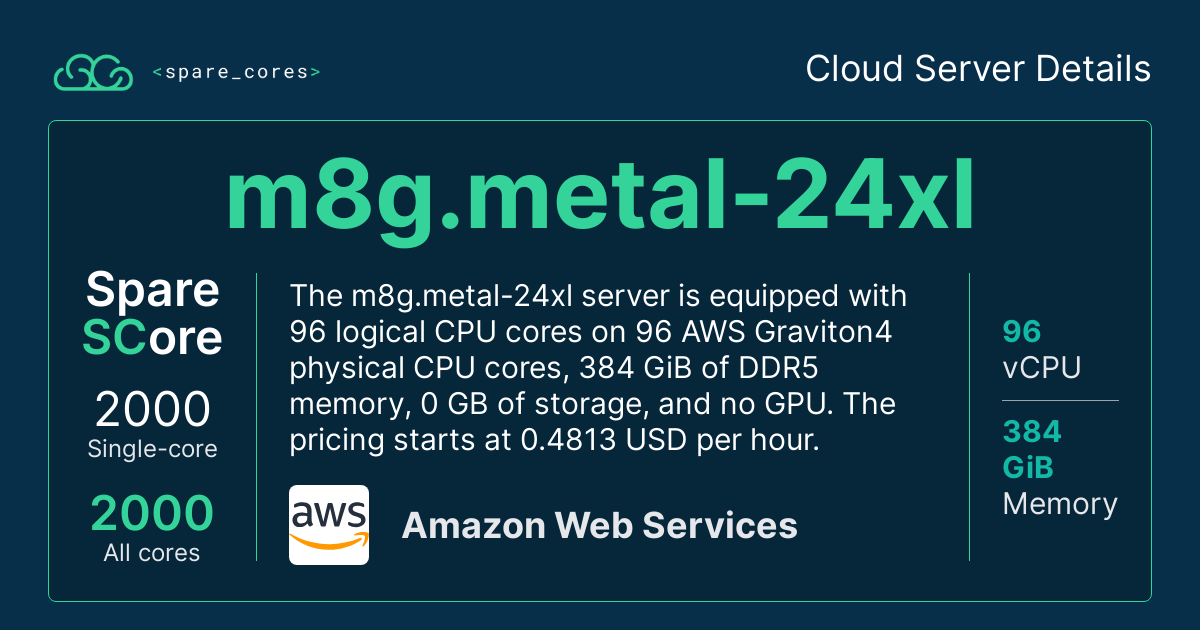 <spare_cores>
Cloud Server Details
m8g.metal-24xl
Spare
SCore
2000
Single-core
2000
All cores
The m8g.metal-24xl server is equipped with
96 logical CPU cores on 96 AWS Graviton4
physical CPU cores, 384 GiB of DDR5
memory, 0 GB of storage, and no GPU. The
pricing starts at 0.4813 USD per hour.
aws
Amazon Web Services
96
vCPU
384
GiB
Memory